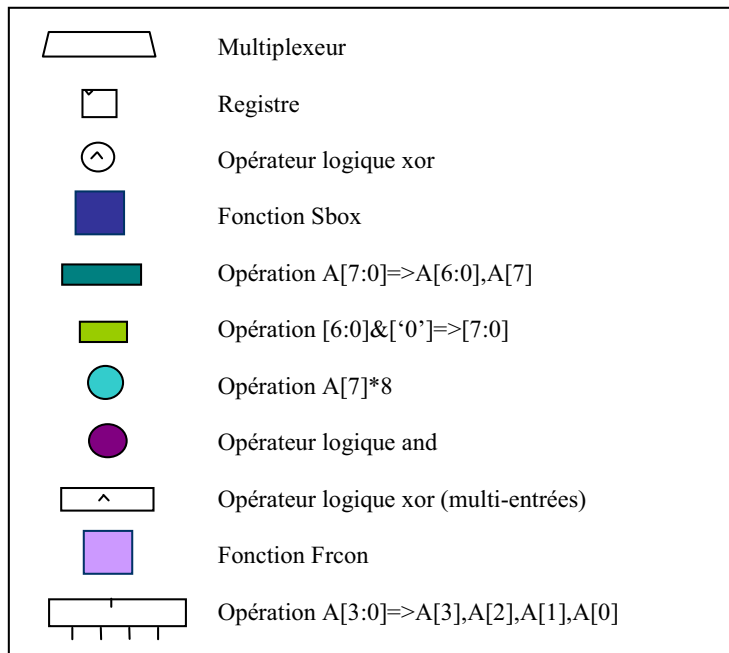 Multiplexeur
Registre
Opérateur logique xor
Fonction Sbox
Opération A[7:0]=>A[6:0],A[7]
Opération [6:0]&[‘0’]=>[7:0]
Opération A[7]*8
Opérateur logique and
Opérateur logique xor (multi-entrées)
Fonction Frcon
Opération A[3:0]=>A[3],A[2],A[1],A[0]